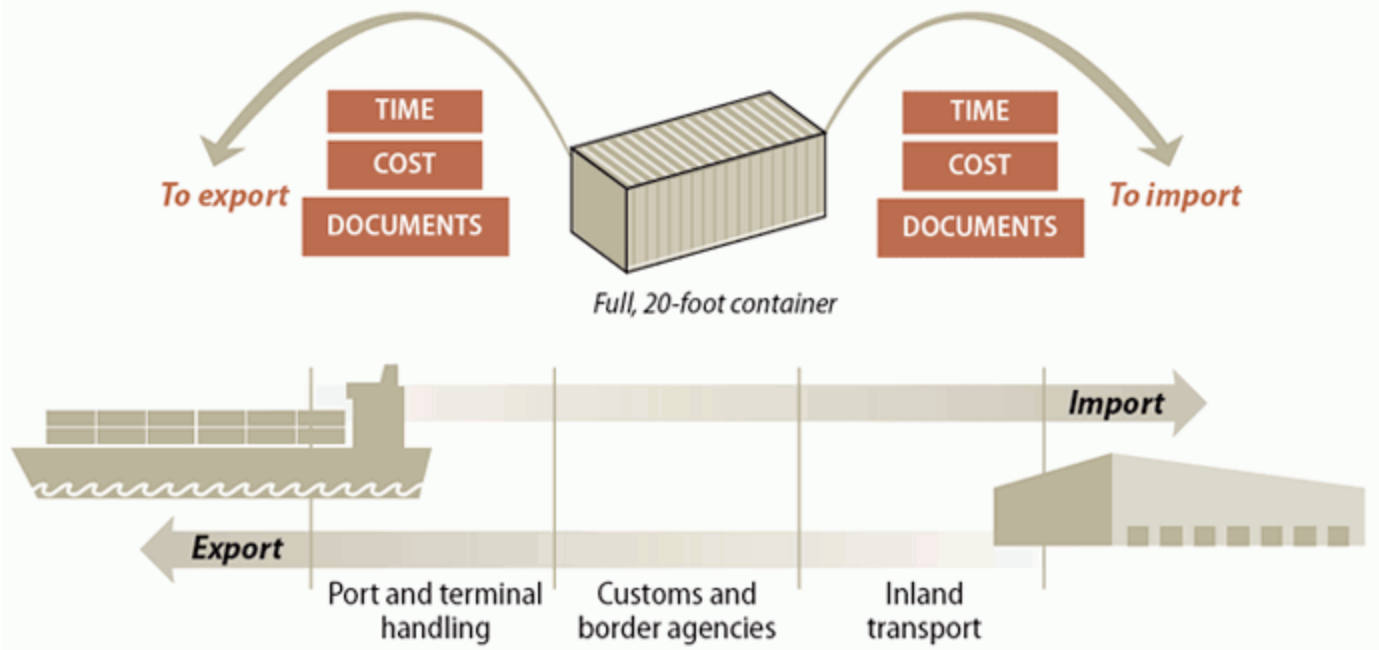 TIME
COST
DOCUMENTS
To export
TIME
COST
DOCUMENTS
To import
Full, 20-foot container
Import
Export
Port and terminal
handling
Customs and
border agencies
Inland
transport